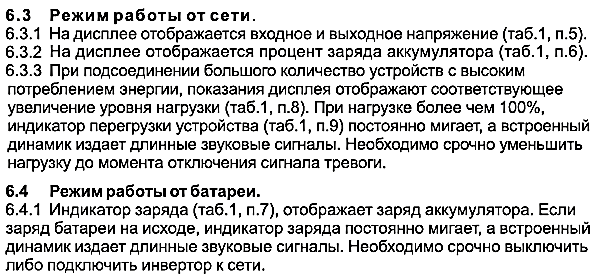 6.3 Режим работы от сети.
6.3.1 На дисплее отображается входное и выходное напряжение (таб.1, п.5).
6.3.2 На дисплее отображается процент заряда аккумулятора (таб.1, п.6).
6.3.3 При подсоединении большого количество устройств с высоким
потреблением энергии, показания дисплея отображают соответствующее
увеличение уровня нагрузки (таб.1, п.8). При нагрузке более чем 100%,
индикатор перегрузки устройства (таб.1, п.9) постоянно мигает, а встроенный
динамик издает длинные звуковые сигналы. Необходимо срочно уменьшить
нагрузку до момента отключения сигнала тревоги.
6.4 Режим работы от батареи.
6.4.1 Индикатор заряда (таб.1, п.7), отображает заряд аккумулятора. Если
заряд батареи на исходе, индикатор заряда постоянно мигает, а встроенный
динамик издает длинные звуковые сигналы. Необходимо срочно выключить
либо подключить инвертор к сети.